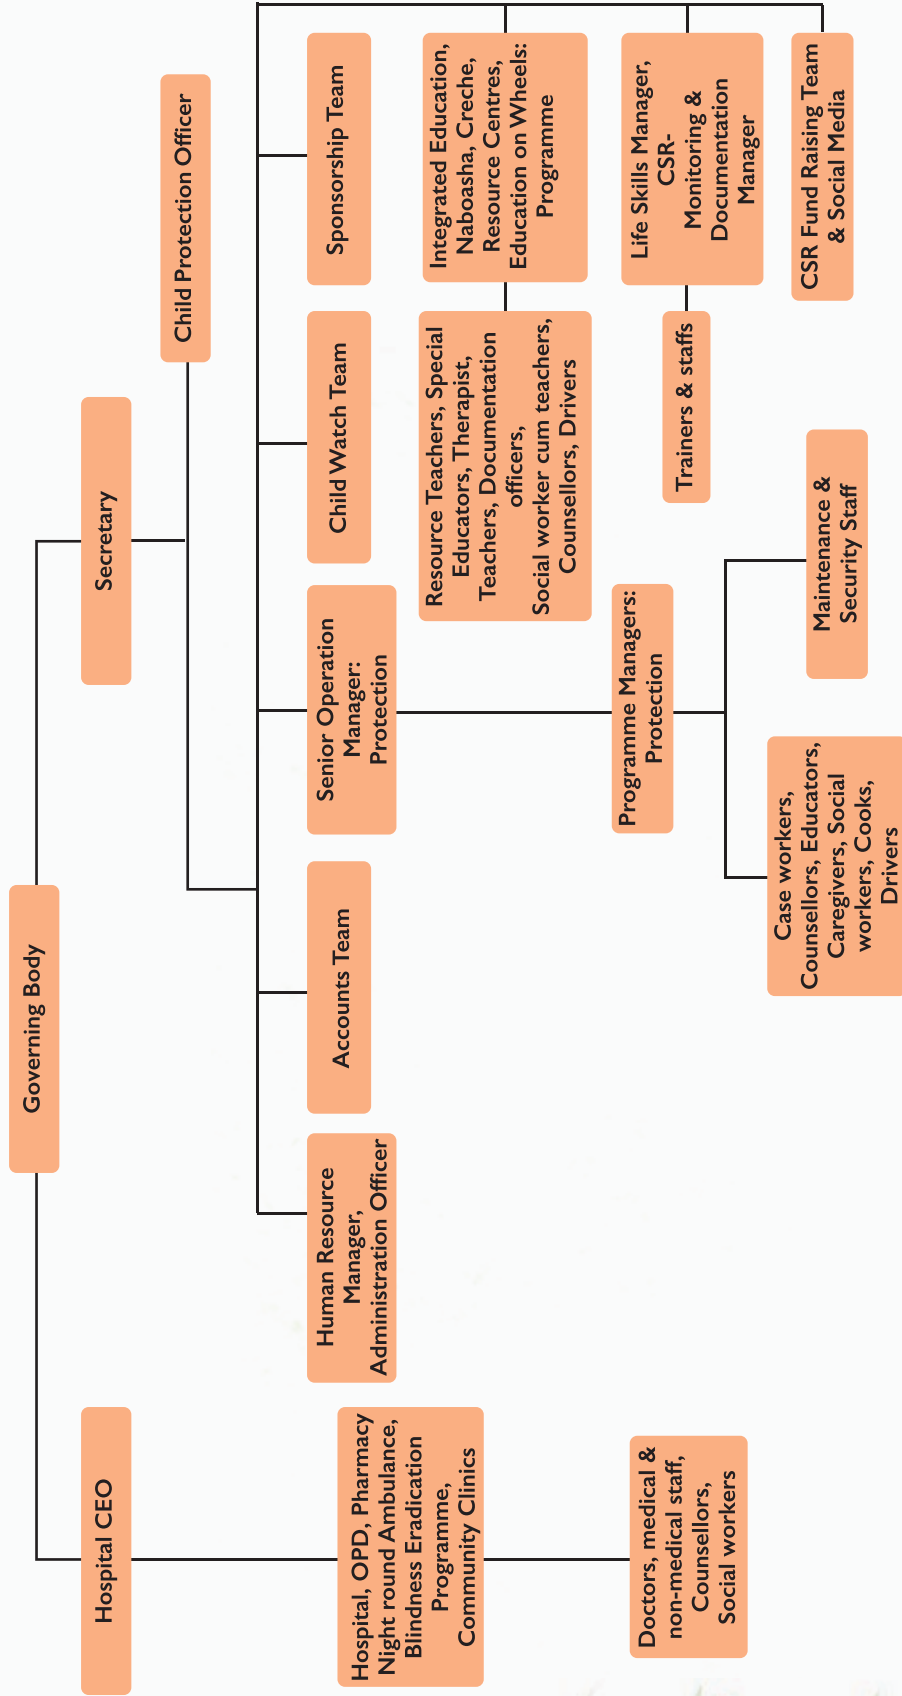 Governing Body
Hospital CEO
Secretary
Child Protection Officer
Hospital, OPD, Pharmacy
Night round Ambulance,
Blindness Eradication
Programme,
Community Clinics
Doctors, medical &
non-medical staff,
Counsellors,
Social workers
Human Resource
Manager,
Administration Officer
Accounts Team
Senior Operation
Manager:
Protection
Child Watch Team
Sponsorship Team
Integrated Education,
Naboasha, Creche,
Resource Centres,
Education on Wheels:
Programme
Resource Teachers, Special
Educators, Therapist,
Teachers, Documentation
officers,
Social worker cum teachers,
Counsellors, Drivers
Life Skills Manager,
CSR-
Monitoring &
Documentation
Manager
Trainers & staffs
CSR Fund Raising Team
& Social Media
Programme Managers:
Protection
Case workers,
Counsellors, Educators,
Caregivers, Social
workers, Cooks,
Drivers
Maintenance &
Security Staff